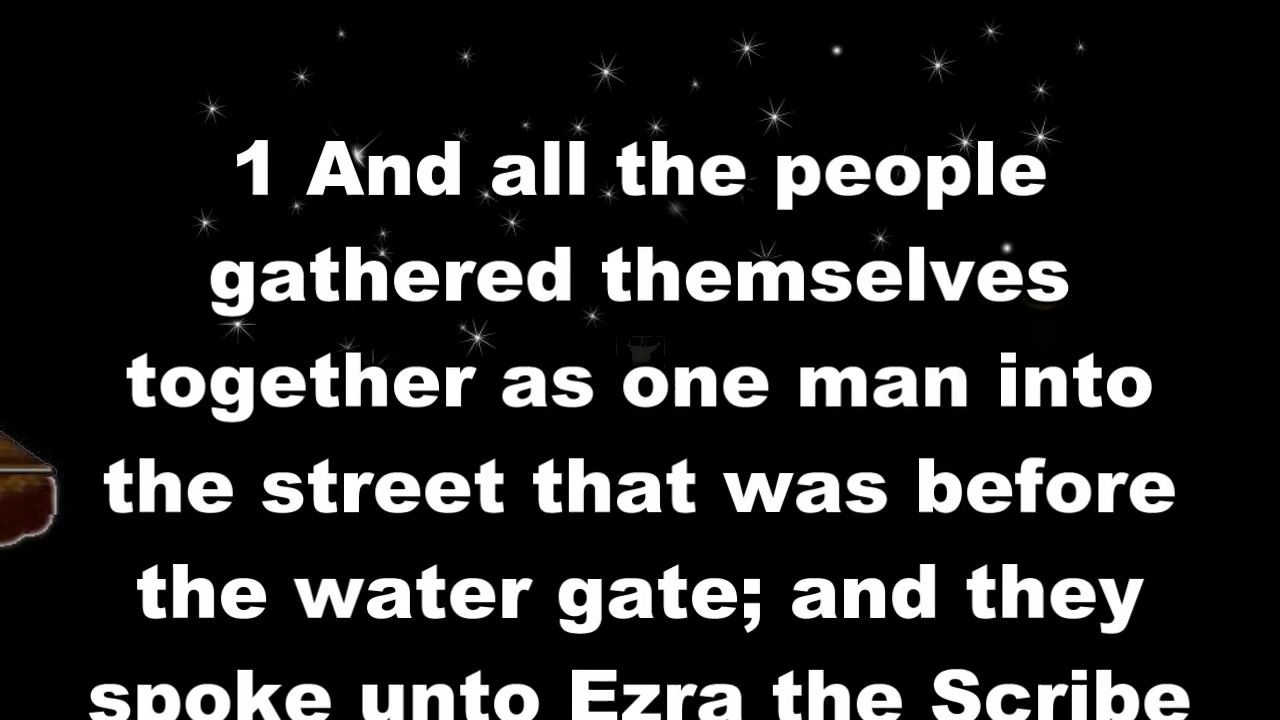 1 And all the people
gathered themselves
together as one man into
the street that was before
the water gate; and they
spoke unto Ezra the Scribe